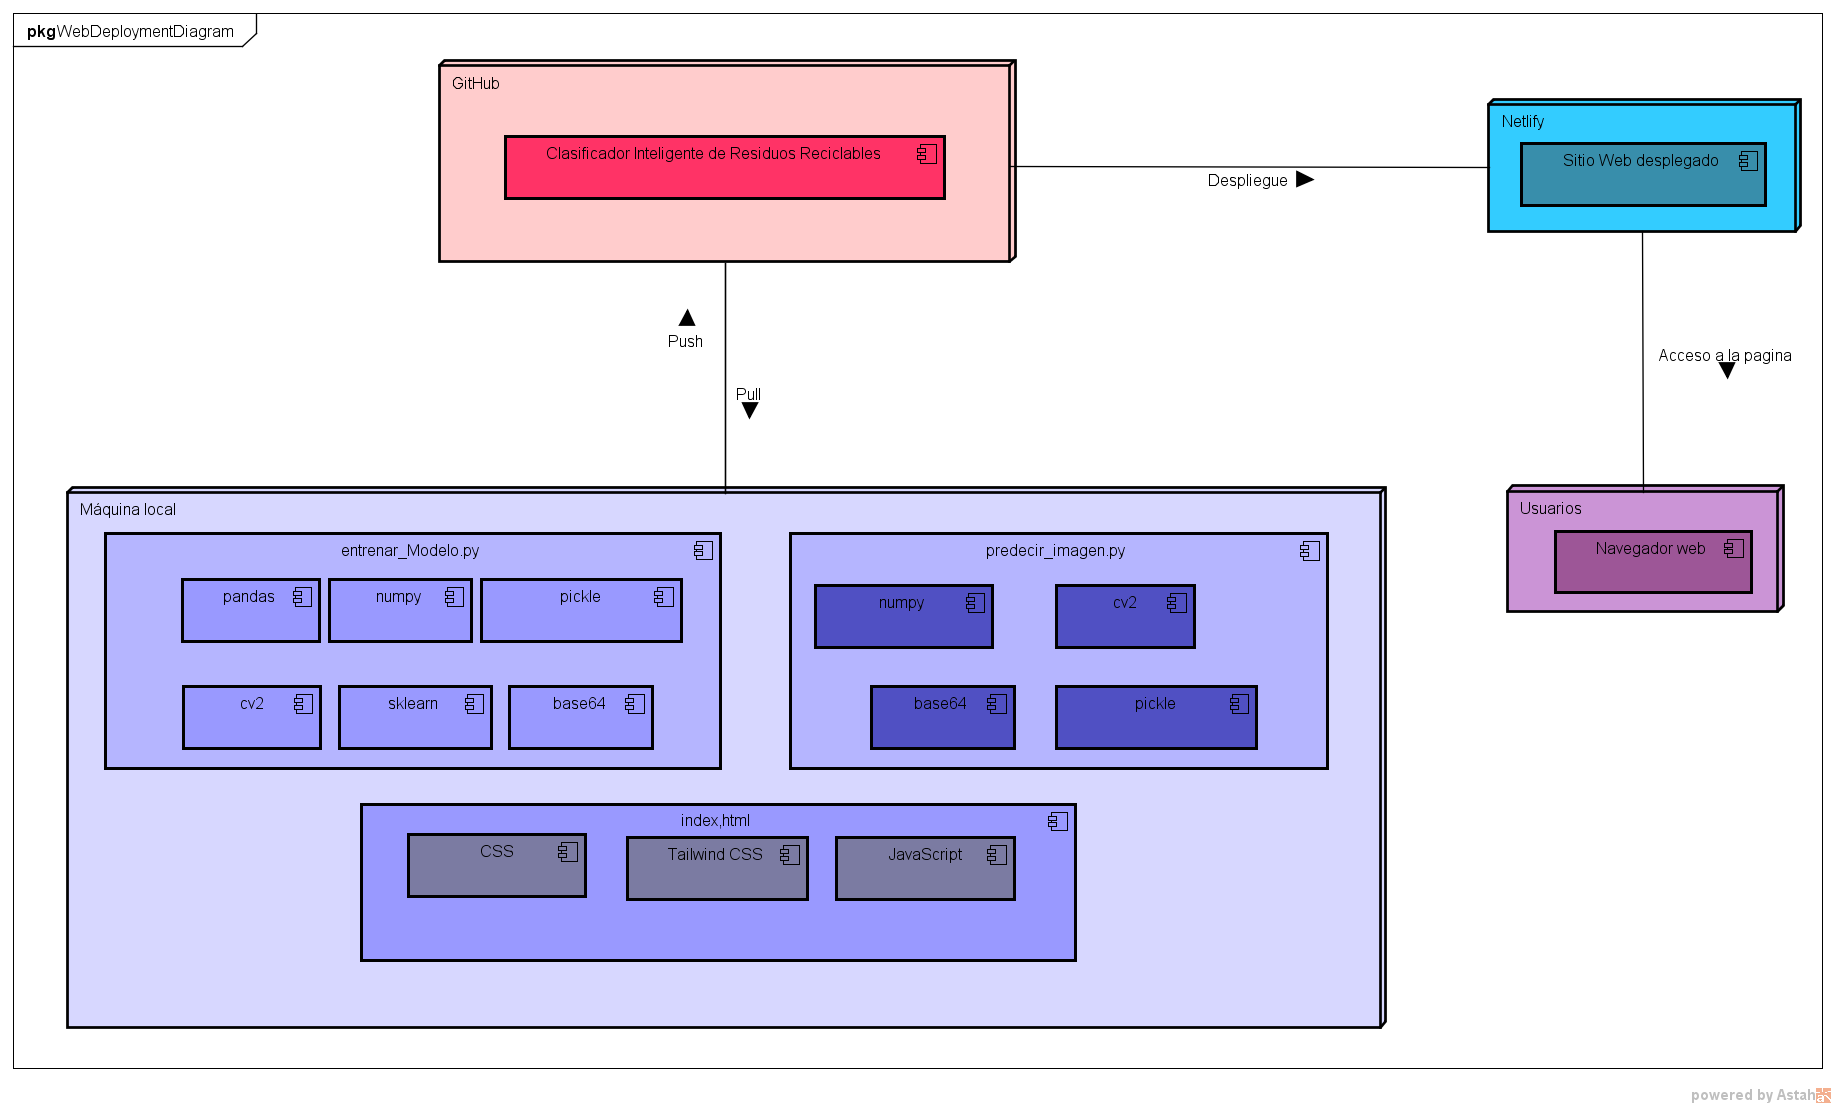 pkgWebDeploymentDiagram
GitHub
Clasificador Inteligente de Residuos Reciclables
Netlify
Sitio Web desplegado
Despliegue
Push
Pull
Acceso a la pagina
Máquina local
entrenar_Modelo.py
pandas
numpy
pickle
cv2
sklearn
base64
predecir_imagen.py
numpy
cv2
base64
pickle
index,html
CSS
Tailwind CSS
JavaScript
Usuarios
Navegador web
powered by Astah